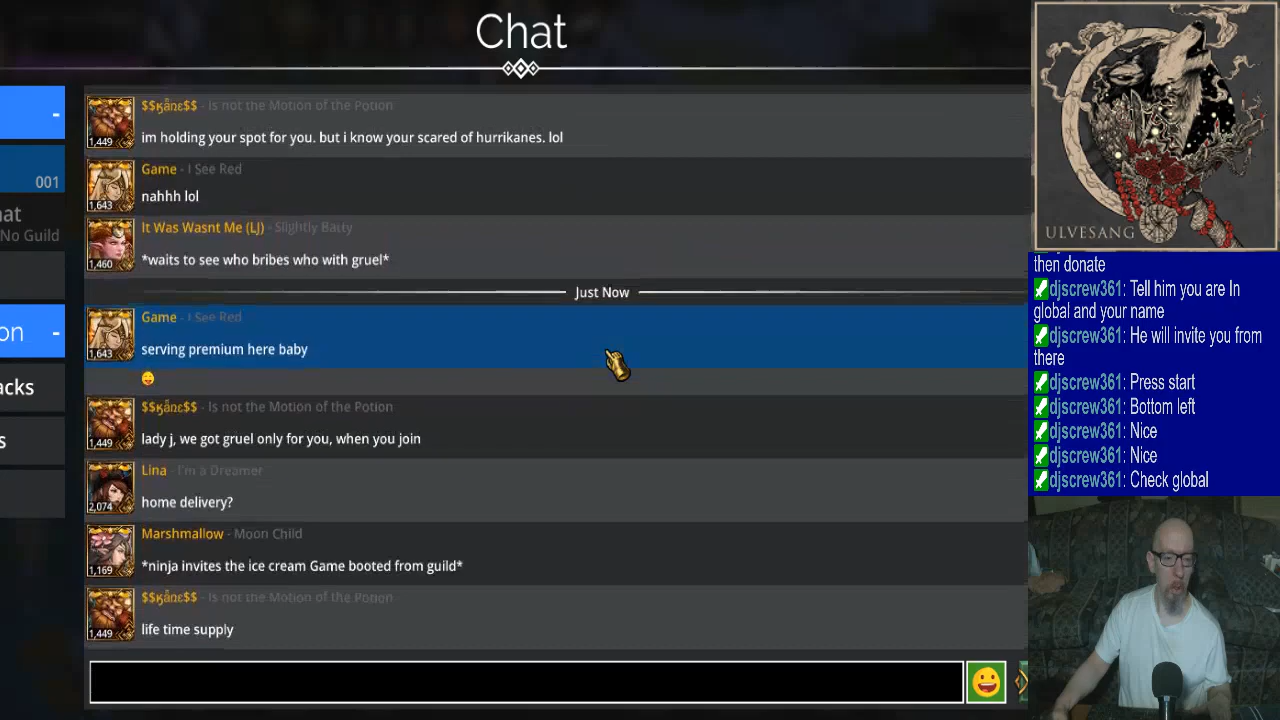 Chat
-
001
at
No Guild
on -
acks
s
$$ӄånε$$ - Is not the Motion of the Potion
1,449
im holding your spot for you. but i know your scared of hurrikanes. lol
Game - I See Red
1,643
nahhh lol
It Was Wasnt Me (LJ) - Slightly Batty
1,460
*waits to see who bribes who with gruel*
Just Now
Game - I See Red
1,643
serving premium here baby
$$ӄånε$$ - Is not the Motion of the Potion
1,449
lady j, we got gruel only for you, when you join
Lina - I'm a Dreamer
2,074
home delivery?
Marshmallow - Moon Child
1,169
*ninja invites the ice cream Game booted from guild*
$$ӄånε$$ - Is not the Motion of the Potion
1,449
life time supply
ULVESANG
then donate
djscrew361: Tell him you are In
global and your name
djscrew361: He will invite you from
there
djscrew361: Press start
djscrew361: Bottom left
djscrew361: Nice
djscrew361: Nice
djscrew361: Check global